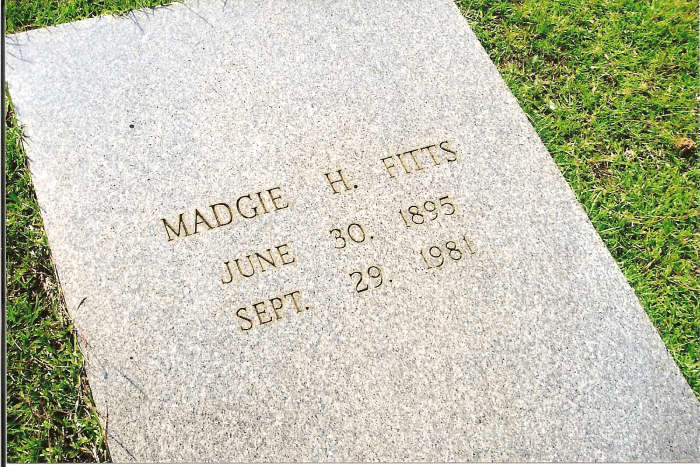 MADGIE H. FITTS
JUNE 30. 1895
SEPT. 29. 1981